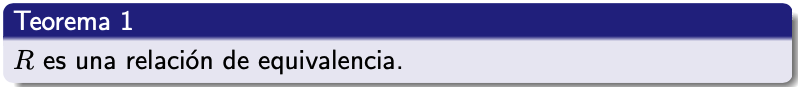 Teorema 1
R es una relación de equivalencia.